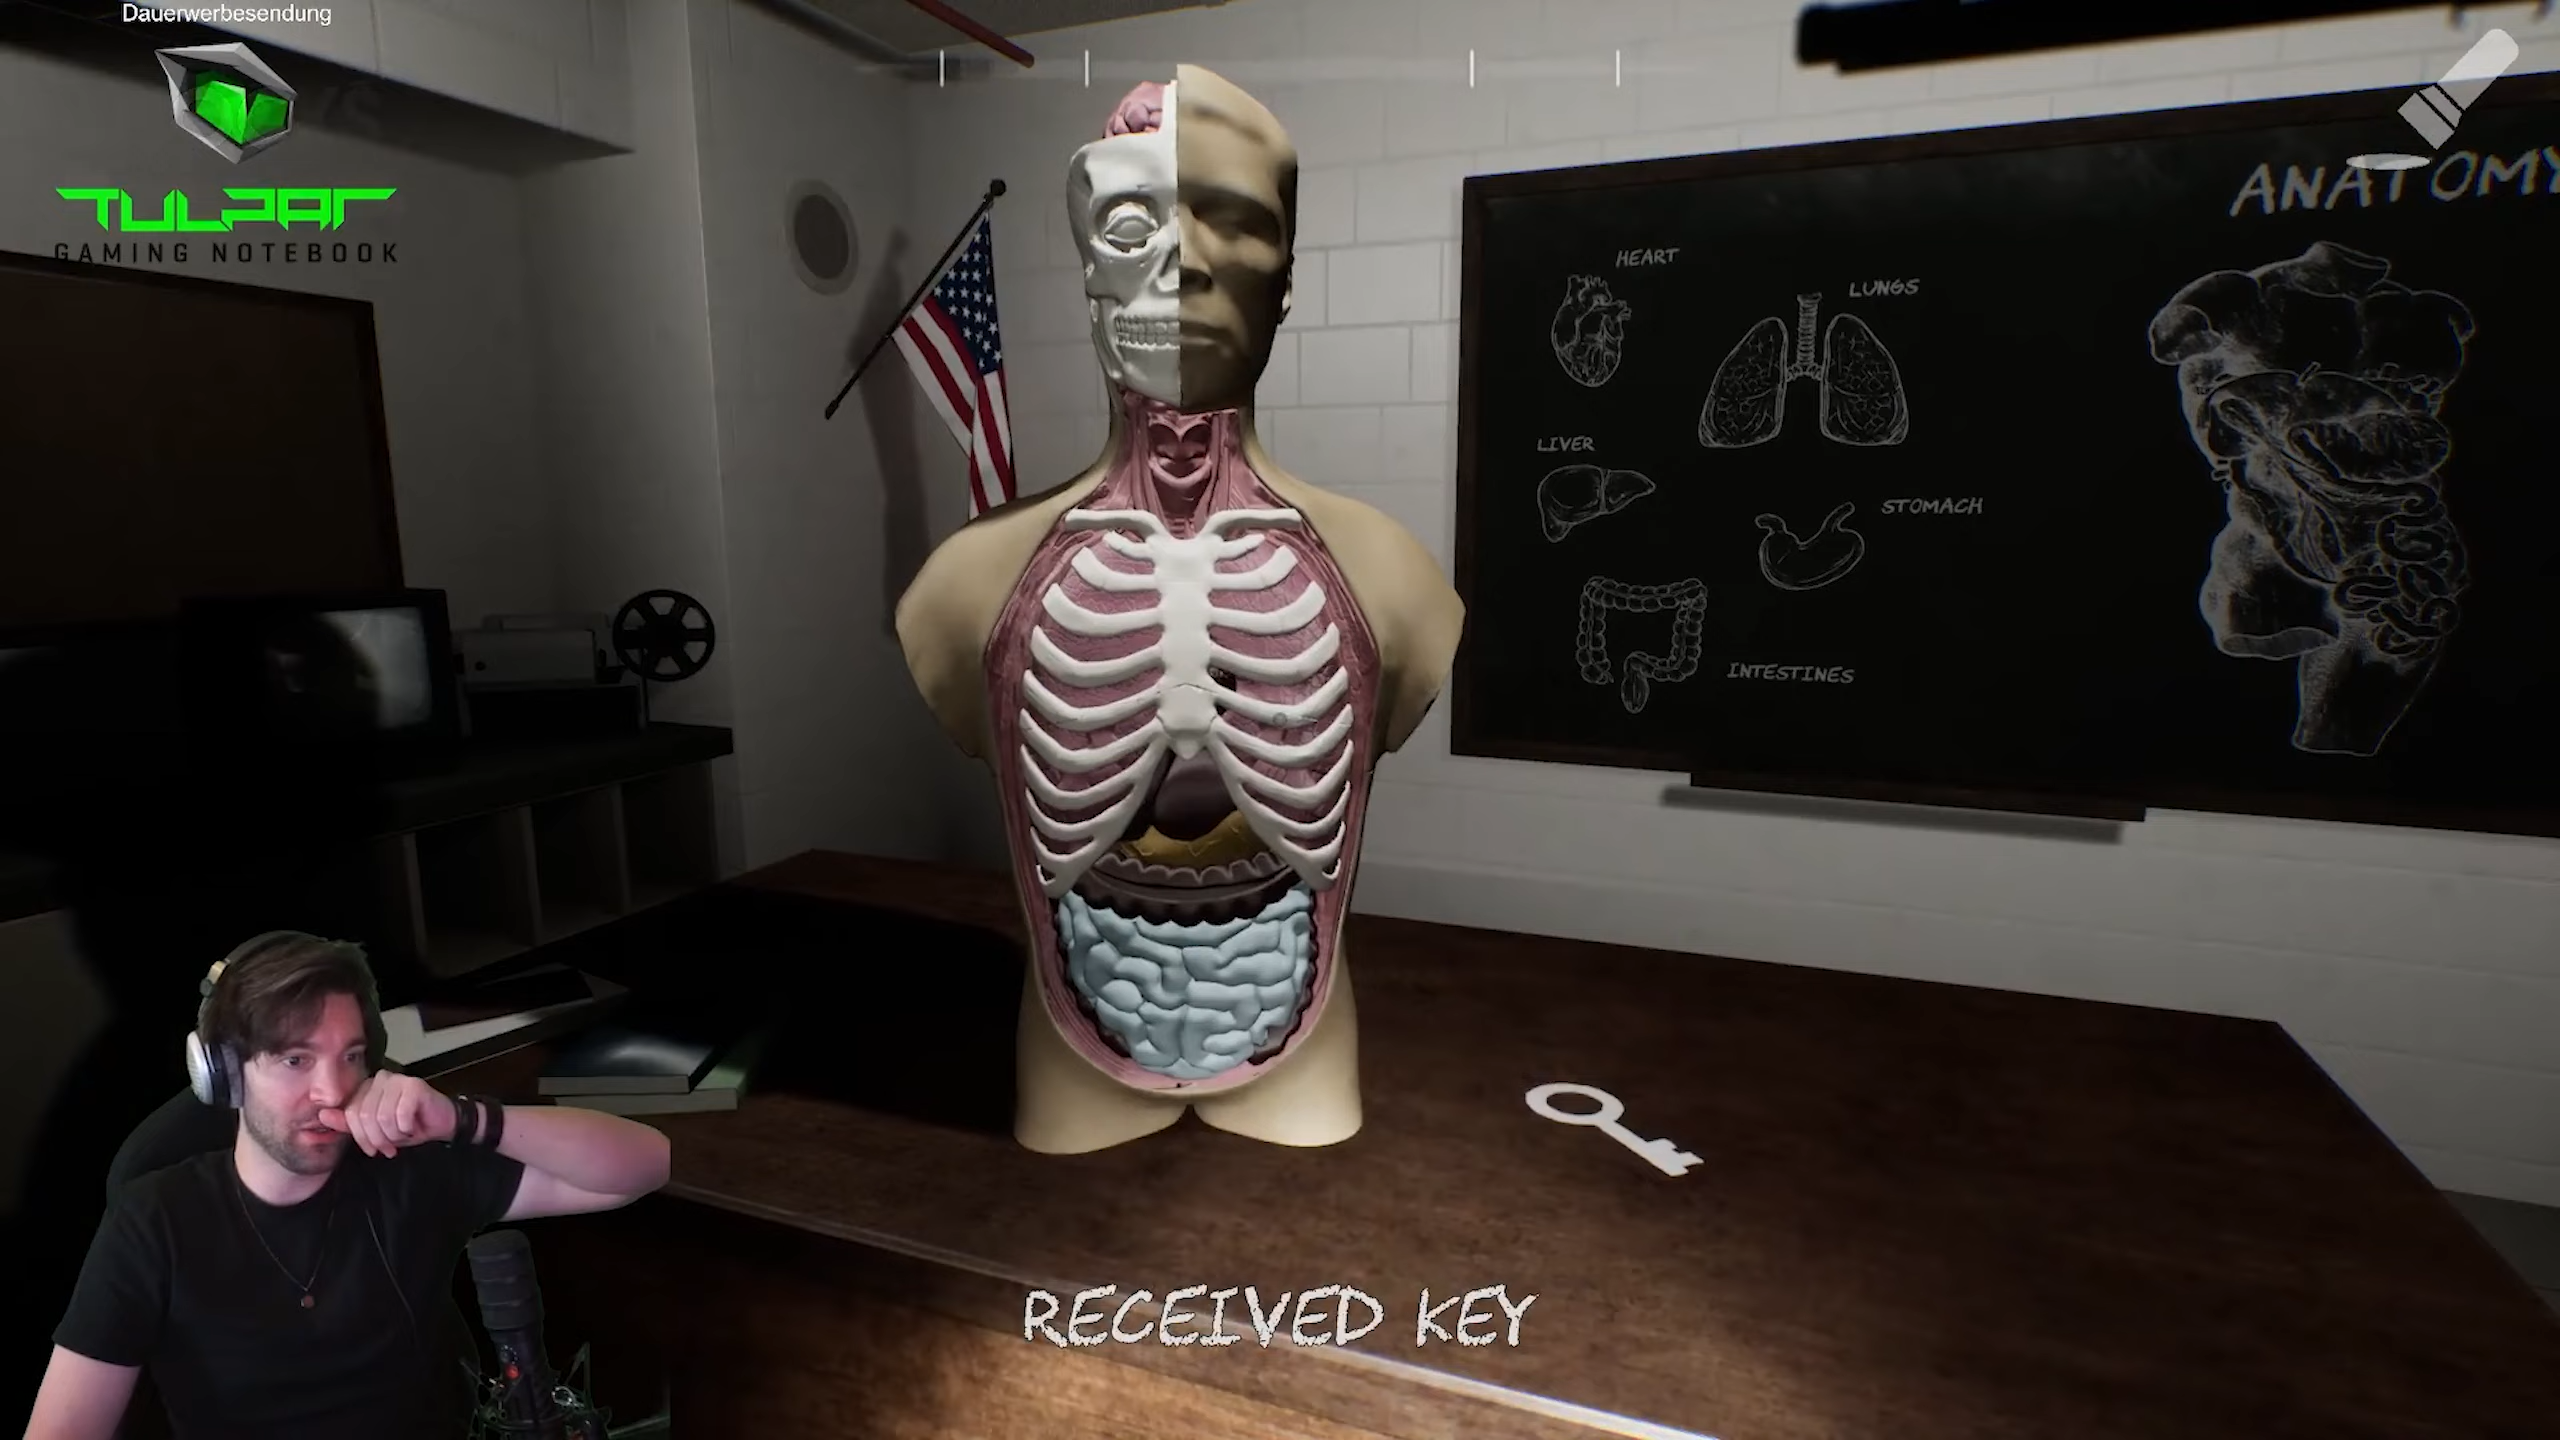 Dauerwerbesendung
TULPAR
GAMING NOTEBOOK
ANATOMY
HEART
LUNGS
LIVER
STOMACH
INTESTINES
RECEIVED KEY